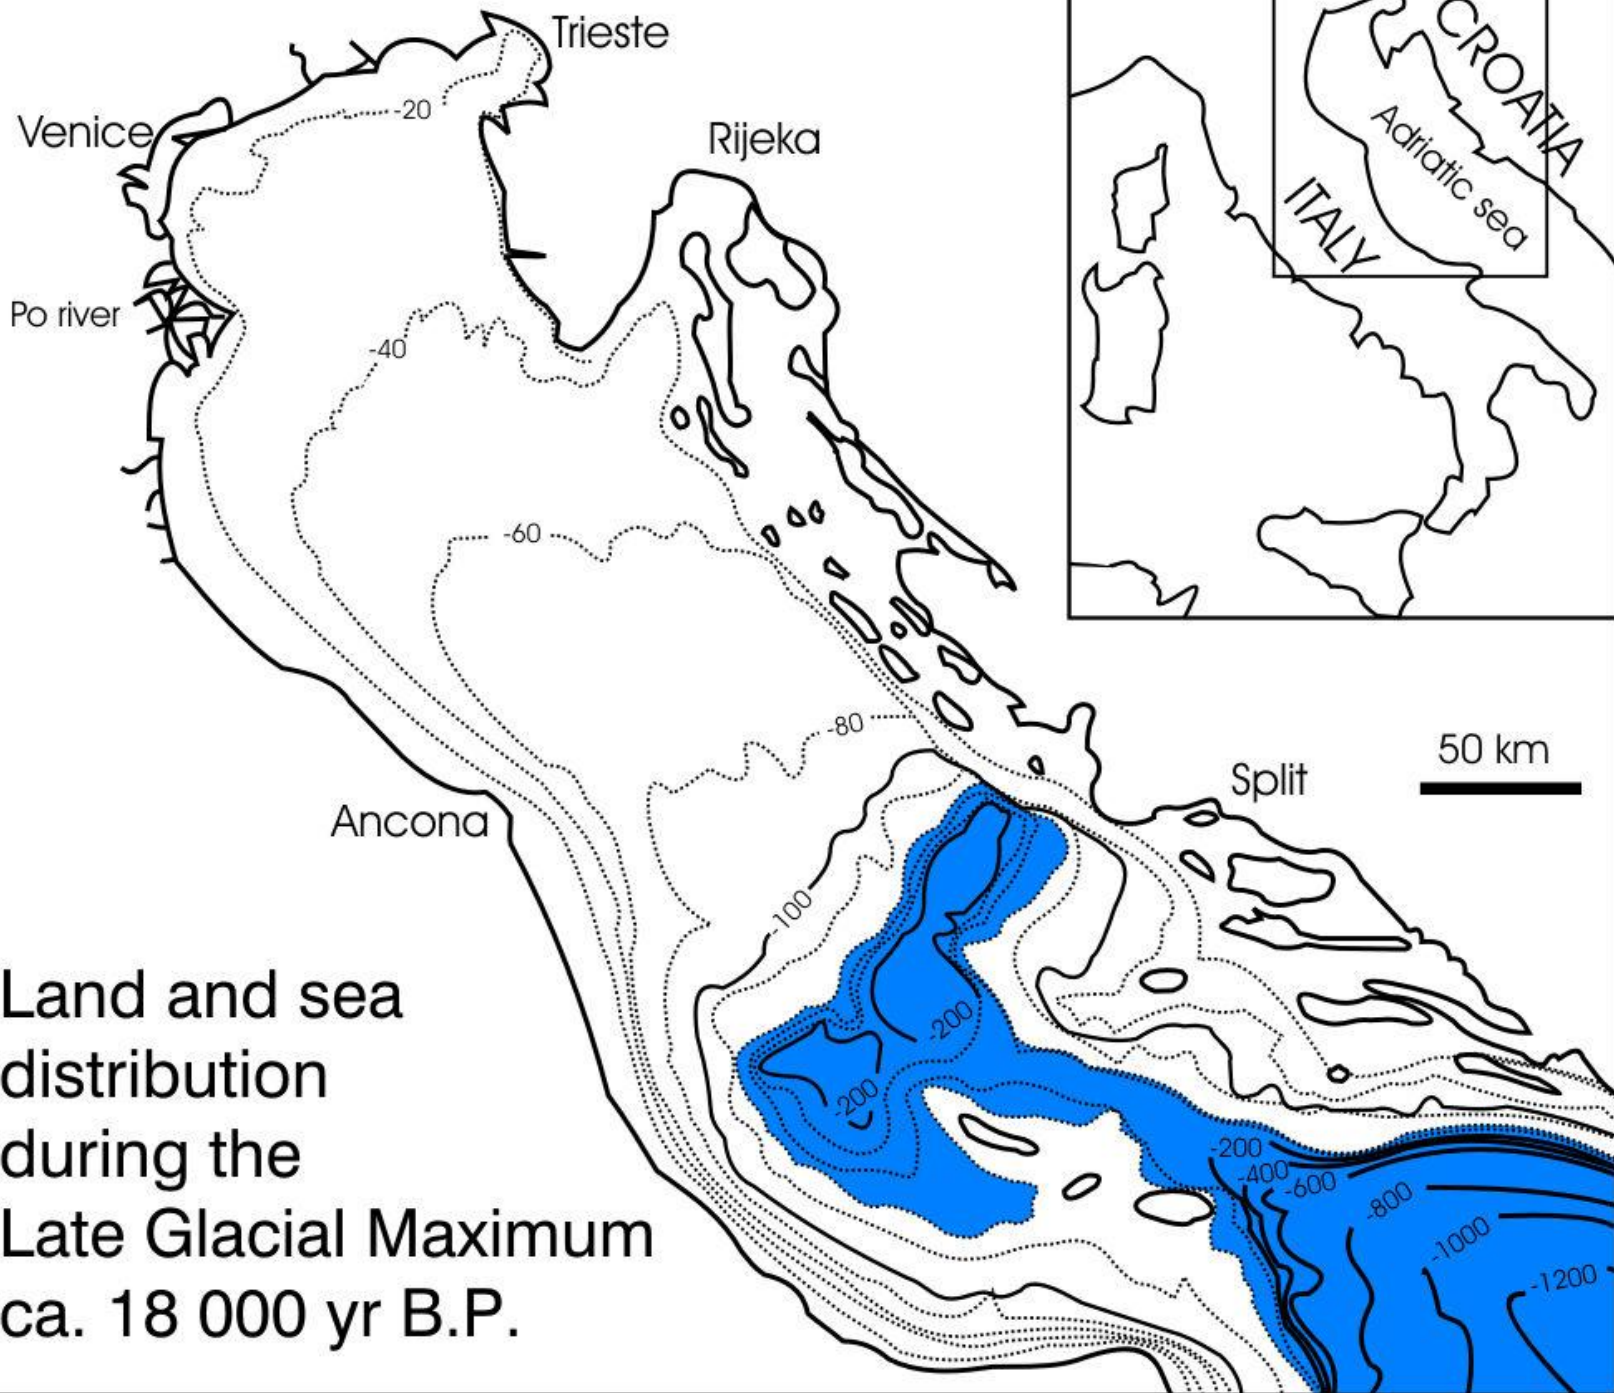 Trieste
CROATIA
-20
Venice
Rijeka
Adriatic sea
ITALY
Po river
-40
-60
-80
50 km
Split
Ancona
-100
Land and sea
distribution
during the
Late Glacial Maximum
ca. 18 000 yr B.P.
-200
-200
-200
-400
-600
-800
-1000
-1200